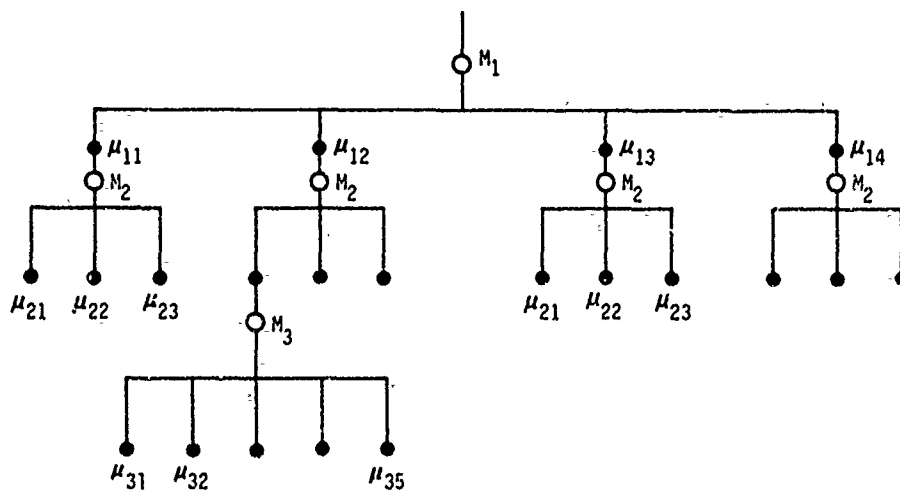 M₁
μ₁₁ μ₁₂ μ₁₃ μ₁₄
M₂ M₂ M₂ M₂
μ₂₁ μ₂₂ μ₂₃ μ₂₁ μ₂₂ μ₂₃
M₃
μ₃₁ μ₃₂ μ₃₅